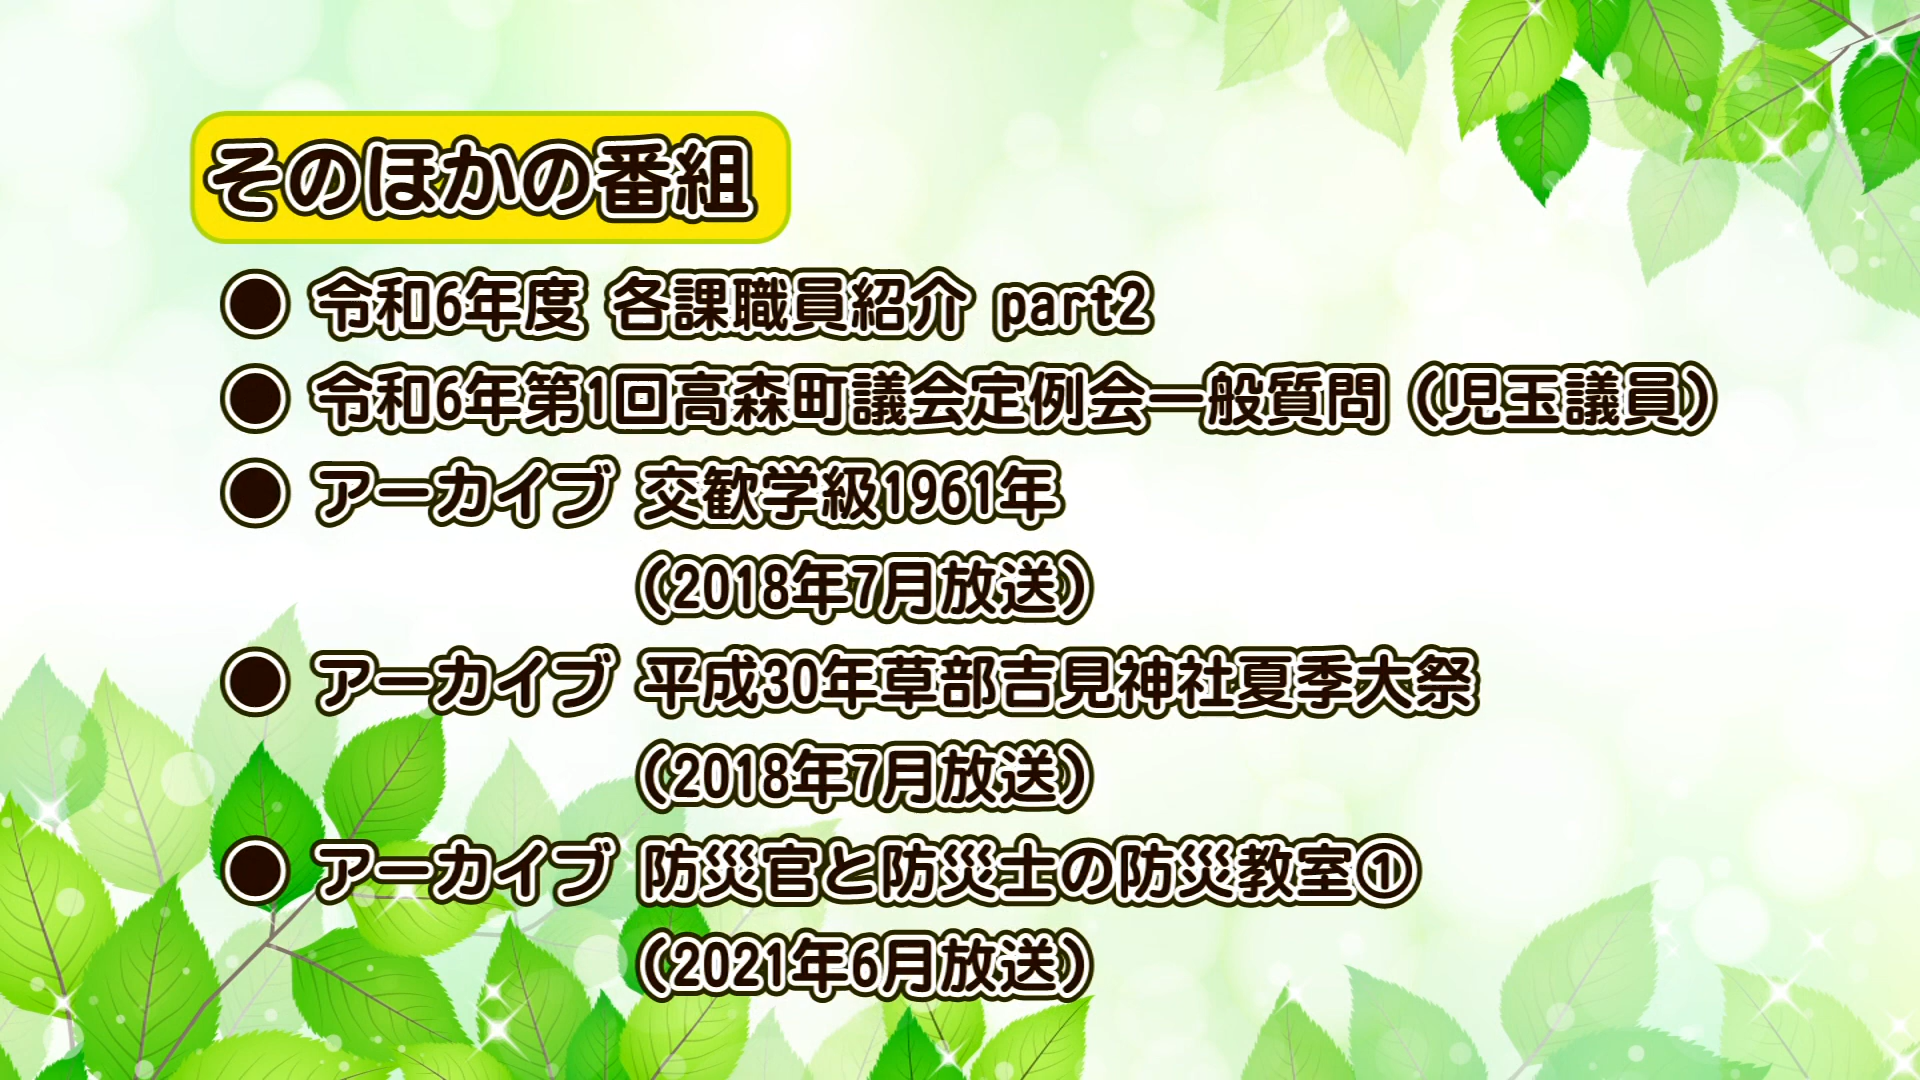 そのほかの番組
● 令和6年度 各課職員紹介 part2
● 令和6年第1回高森町議会定例会一般質問（児玉議員）
● アーカイブ 交歓学級1961年
（2018年7月放送）
● アーカイブ 平成30年草部吉見神社夏季大祭
（2018年7月放送）
● アーカイブ 防災官と防災士の防災教室①
（2021年6月放送）